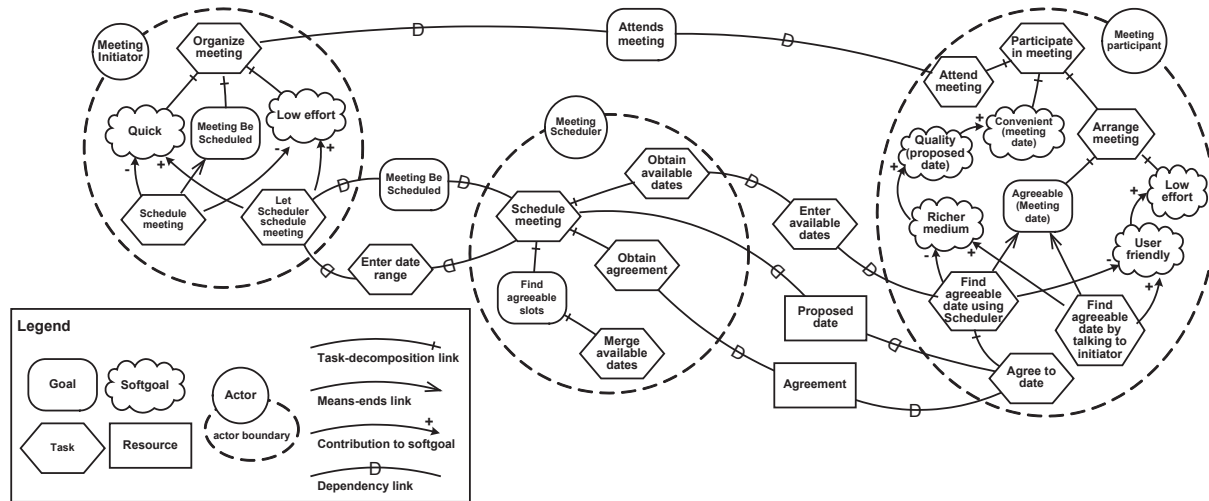 Meeting
Initiator
Organize
meeting
Quick
Meeting Be
Scheduled
Low effort
-
+
-
+
Schedule
meeting
Let
Scheduler
schedule
meeting
D
Attends
meeting
D
D
Meeting Be
Scheduled
D
D
Enter date
range
D
Meeting
Scheduler
Obtain
available
dates
Schedule
meeting
Obtain
agreement
Find
agreeable
slots
Merge
available
dates
D
Enter
available
dates
D
D
Proposed
date
D
D
Agreement
D
Meeting
participant
Participate
in meeting
Attend
meeting
Quality
(proposed
date)
+
Convenient
(meeting
date)
Arrange
meeting
+
Agreeable
(Meeting
date)
+
Low
effort
Richer
medium
User
friendly
-
+
-
+
Find
agreeable
date using
Scheduler
Find
agreeable
date by
talking to
initiator
Agree to
date
Legend
Goal
Softgoal
Actor
actor boundary
Task
Resource
Task-decomposition link
Means-ends link
+
Contribution to softgoal
D
Dependency link